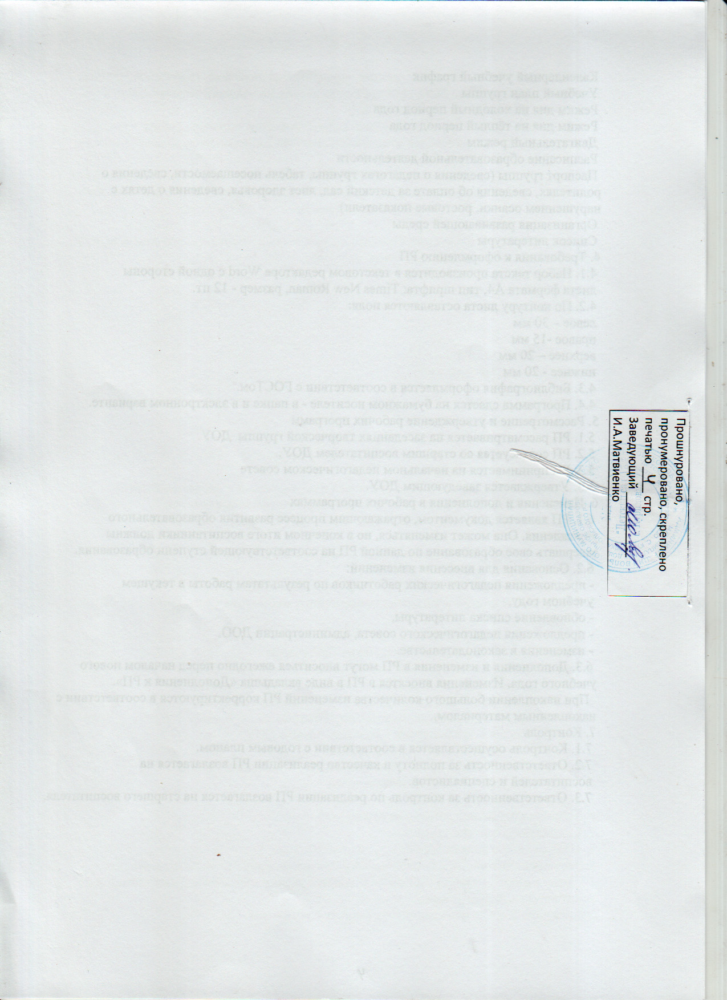 Прошнуровано,
пронумеровано, скреплено
печатью 4 стр.
Заведующий
И.А.Матвиенко
Календарный учебный график
Учебный план группы
Режим дня на холодный период года
Режим дня на тёплый период года
Двигательный режим
Расписание образовательной деятельности
Паспорт группы (сведения о педагогах группы, табель посещаемости, сведения о
родителях, сведения об оплате за детский сад, лист здоровья, сведения о детях с
нарушением осанки, ростовые показатели)
Организация развивающей среды
Список литературы
4. Требования к оформлению РП
4.1. Набор текста производится в текстовом редакторе Word с одной стороны
листа формата А4, тип шрифта: Times New Roman, размер - 12 пт.
4.2. По контуру листа оставляются поля:
левое - 30 мм
правое -15 мм
верхнее – 20 мм
нижнее - 20 мм
4.3. Библиография оформляется в соответствии с ГОСТом.
4.4. Программа сдается на бумажном носителе - в папке и в электронном варианте.
5. Рассмотрение и утверждение рабочих программ
5.1. РП рассматривается на заседаниях творческой группы ДОУ
5.2. РП согласуется со старшим воспитателем ДОУ
принимается на начальном педагогическом совете
Утверждается заведующим ДОУ
6. Изменения и дополнения в рабочих программах
РП является документом, отражающим процесс развития образовательного
учреждения. Она может изменяться, но в конечном итоге воспитанники должны
завершать свое образование по данной РП на соответствующей ступени образования.
6.2. Основания для внесения изменений:
- предложения педагогических работников по результатам работы в текущем
учебном году.
- обновление списка литературы.
- предложения педагогического совета, администрации ДОО.
- изменения в законодательстве.
6.3. Дополнения и изменения в РП могут вноситься ежегодно перед началом нового
учебного года. Изменения вносятся в РП в виде вкладыша «Дополнения к РП».
При накоплении большого количества изменений РП корректируются в соответствии с
накопленным материалом.
7. Контроль
7.1. Контроль осуществляется в соответствии с годовым планом.
7.2. Ответственность за полноту и качество реализации РП возлагается на
воспитателей и специалистов.
7.3. Ответственность за контроль по реализации РП возлагается на старшего воспитателя.
4